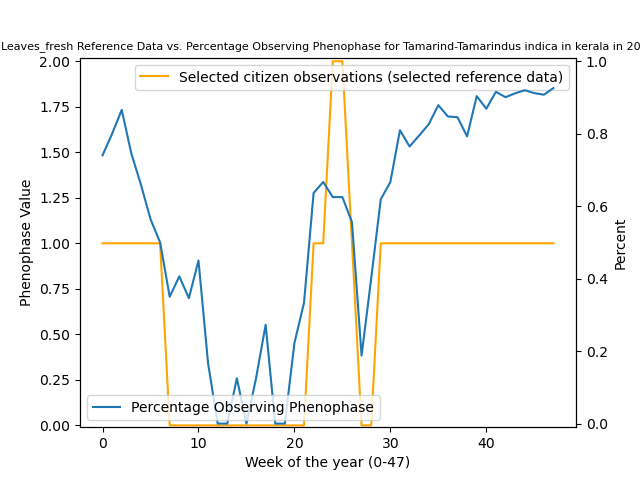 Leaves_fresh Reference Data vs. Percentage Observing Phenophase for Tamarind-Tamarindus indica in kerala in 20
Selected citizen observations (selected reference data)
Percentage Observing Phenophase
Phenophase Value
2.00
1.75
1.50
1.25
1.00
0.75
0.50
0.25
0.00
1.0
0.8
0.6
0.4
0.2
0.0
Percent
0 10 20 30 40
Week of the year (0-47)